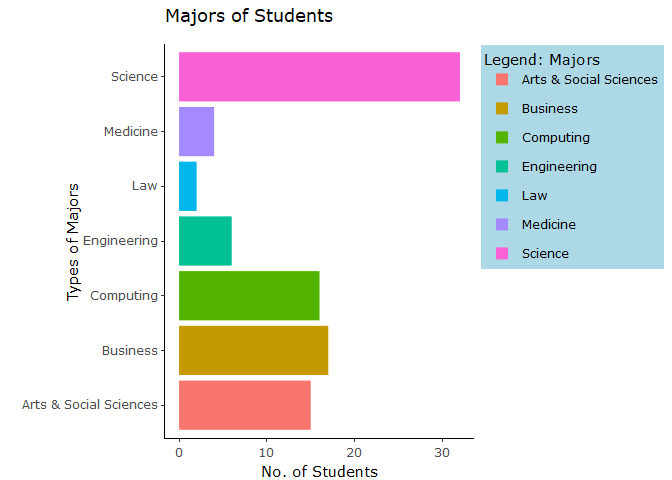 Majors of Students
Science
Medicine
Law
Engineering
Computing
Business
Arts & Social Sciences
Types of Majors
0 10 20 30
No. of Students
Legend: Majors
Arts & Social Sciences
Business
Computing
Engineering
Law
Medicine
Science